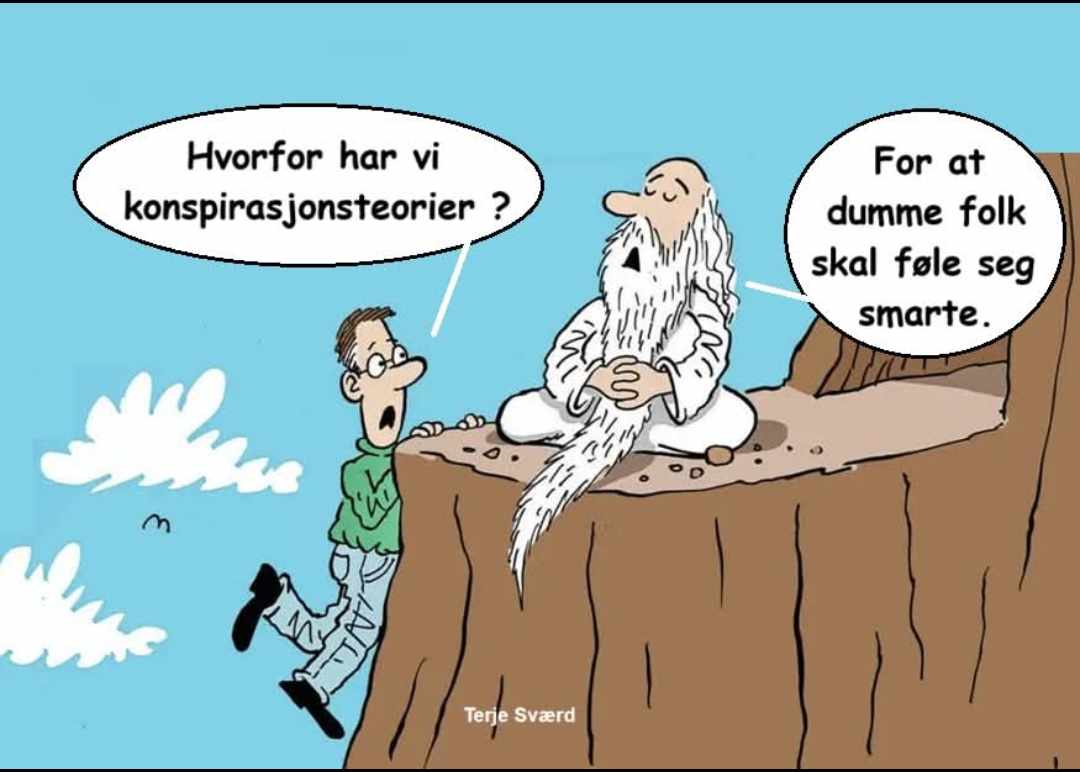 Hvorfor har vi
konspirasjonsteorier ?
For at
dumme folk
skal føle seg
smarte.
Terje Sværd